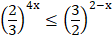 (2/3)^{4x} ≤ (3/2)^{2−x}